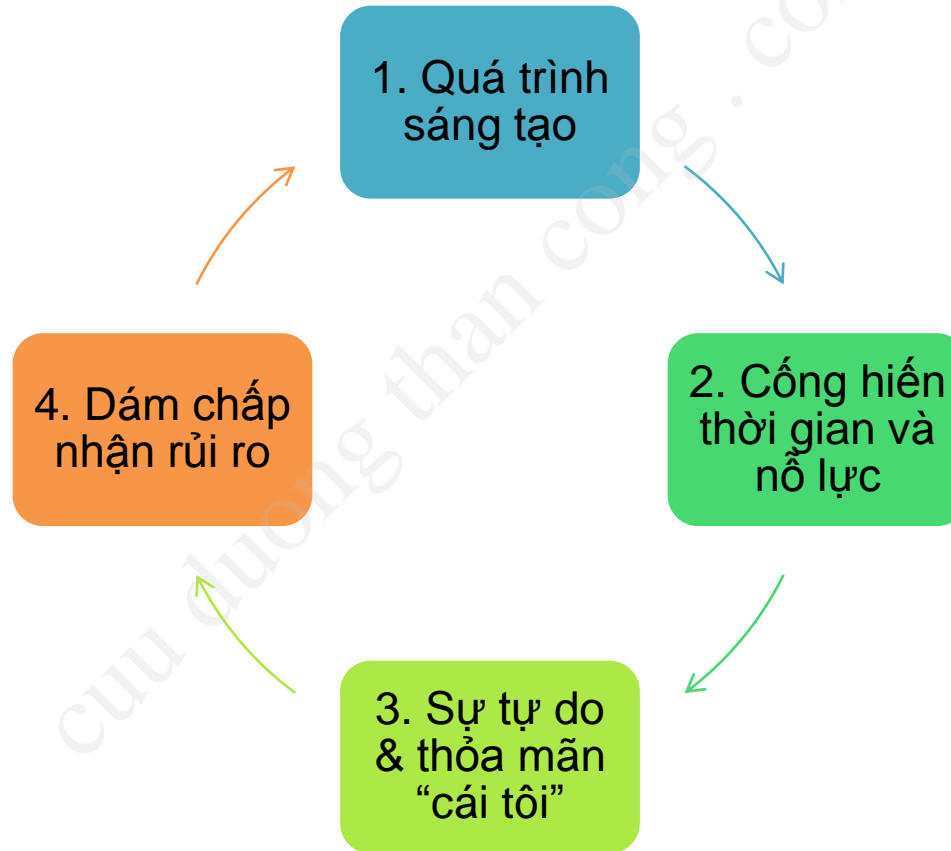 1. Quá trình
sáng tạo
2. Cống hiến
thời gian và
nỗ lực
3. Sự tự do
& thỏa mãn
“cái tôi”
4. Dám chấp
nhận rủi ro
cuu duong than cong . com